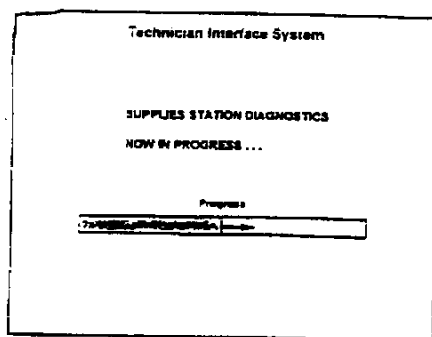 Technician Interface System
SUPPLIES STATION DIAGNOSTICS
NOW IN PROGRESS . . .
Progress